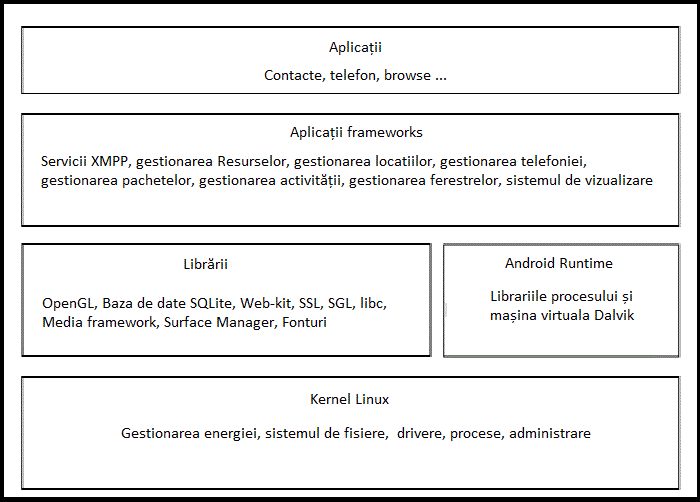 Aplicații
Contacte, telefon, browse ...
Aplicații frameworks
Servicii XMPP, gestionarea Resurselor, gestionarea locatiilor, gestionarea telefoniei,
gestionarea pachetelor, gestionarea activității, gestionarea ferestrelor, sistemul de vizualizare
Librării
OpenGL, Baza de date SQLite, Web-kit, SSL, SGL, libc,
Media framework, Surface Manager, Fonturi
Android Runtime
Librariile procesului și
mașina virtuala Dalvik
Kernel Linux
Gestionarea energiei, sistemul de fisiere,  drivere, procese, administrare